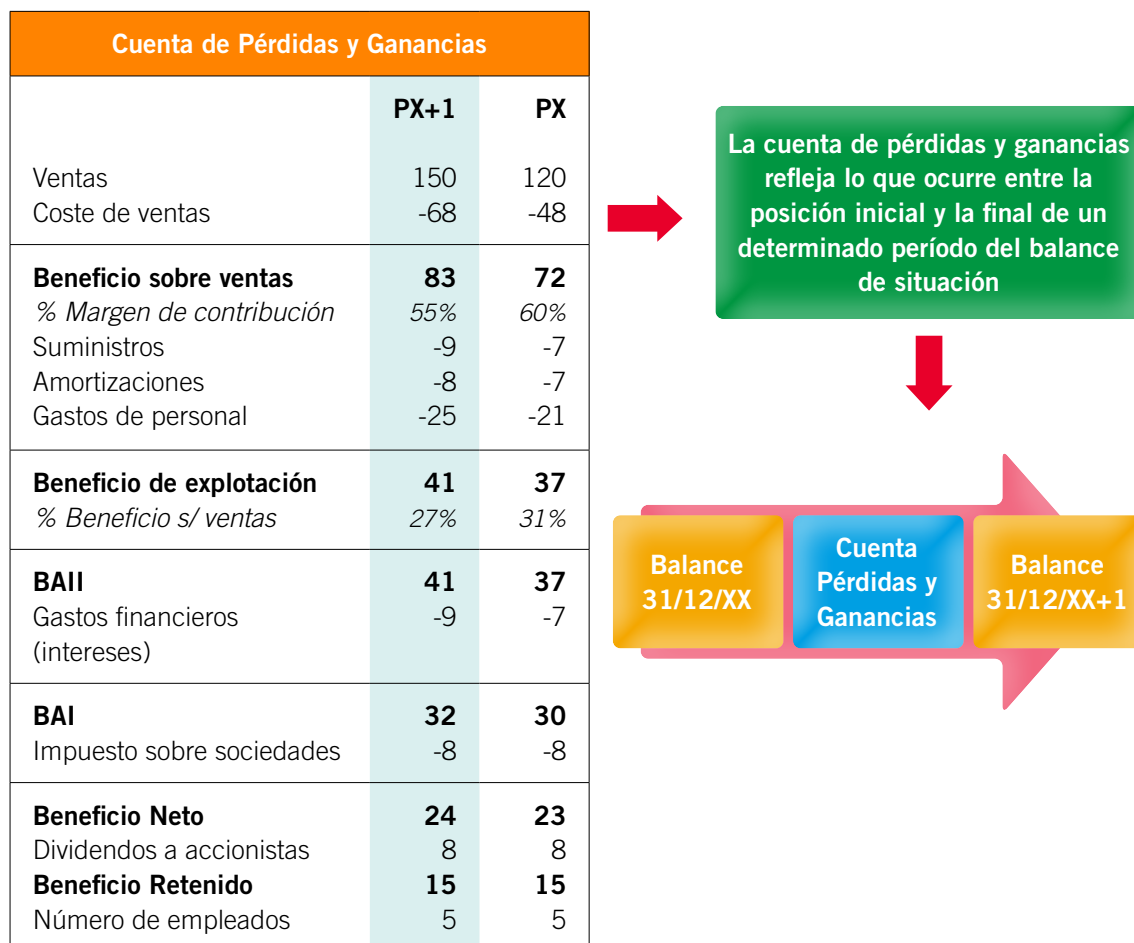 Cuenta de Pérdidas y Ganancias
PX+1 PX
Ventas 150 120
Coste de ventas -68 -48
Beneficio sobre ventas 83 72
% Margen de contribución 55% 60%
Suministros -9 -7
Amortizaciones -8 -7
Gastos de personal -25 -21
Beneficio de explotación 41 37
% Beneficio s/ ventas 27% 31%
BAII 41 37
Gastos financieros -9 -7
(intereses)
BAI 32 30
Impuesto sobre sociedades -8 -8
Beneficio Neto 24 23
Dividendos a accionistas 8 8
Beneficio Retenido 15 15
Número de empleados 5 5
La cuenta de pérdidas y ganancias
refleja lo que ocurre entre la
posición inicial y la final de un
determinado período del balance
de situación
Balance
31/12/XX
Cuenta
Pérdidas y
Ganancias
Balance
31/12/XX+1